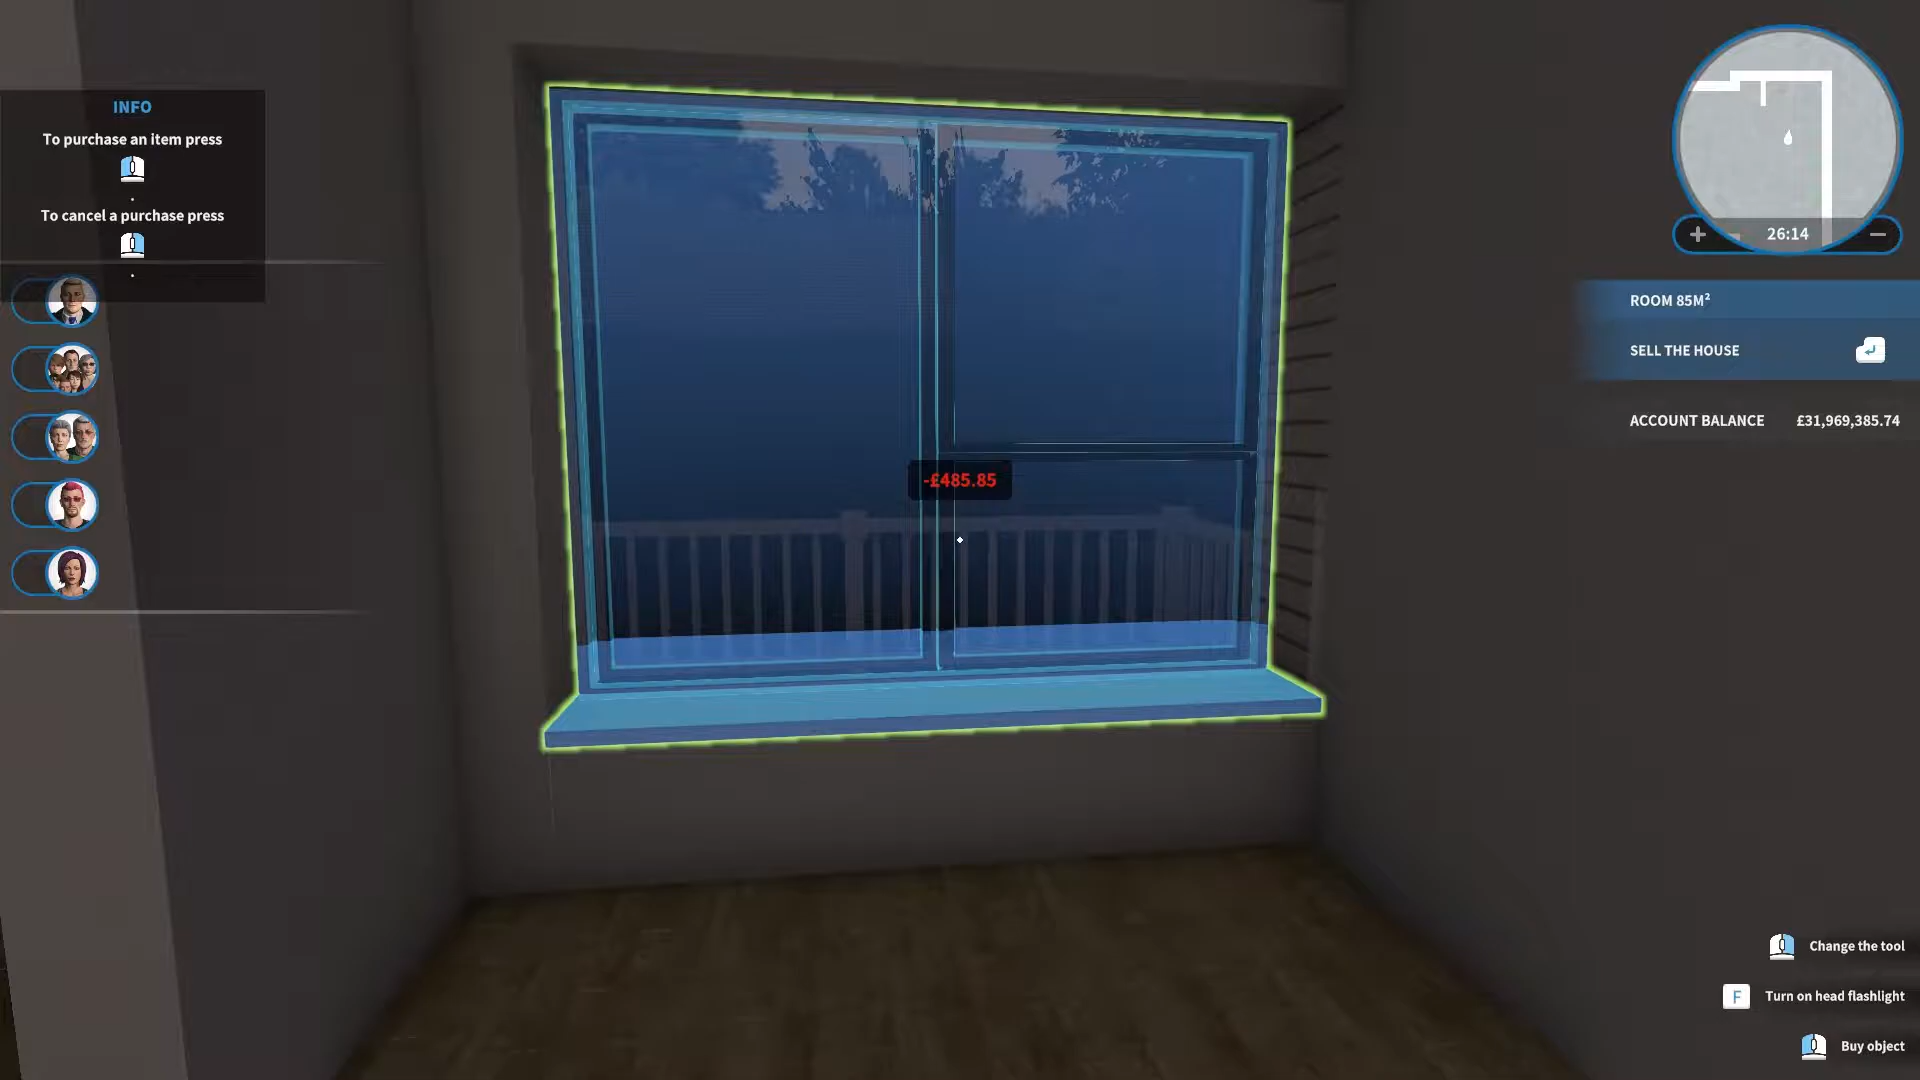 INFO
To purchase an item press
.
To cancel a purchase press
.
26:14
ROOM 85M²
SELL THE HOUSE
ACCOUNT BALANCE £31,969,385.74
-£485.85
Change the tool
F Turn on head flashlight
Buy object